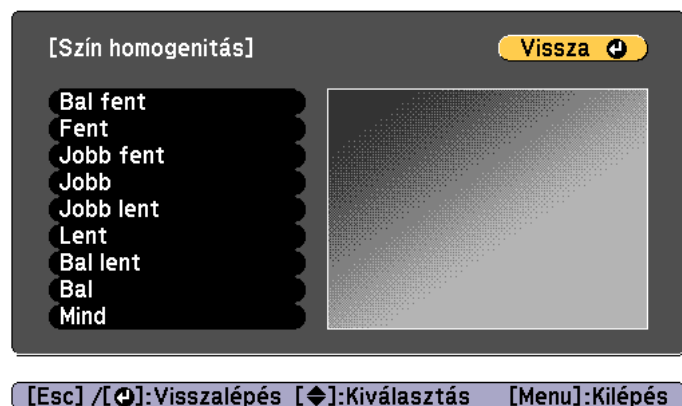 [Szín homogenitás]
Vissza
Bal fent
Fent
Jobb fent
Jobb
Jobb lent
Lent
Bal lent
Bal
Mind
[Esc] /[⏎]:Visszalépés [◆]:Kiválasztás [Menu]:Kilépés